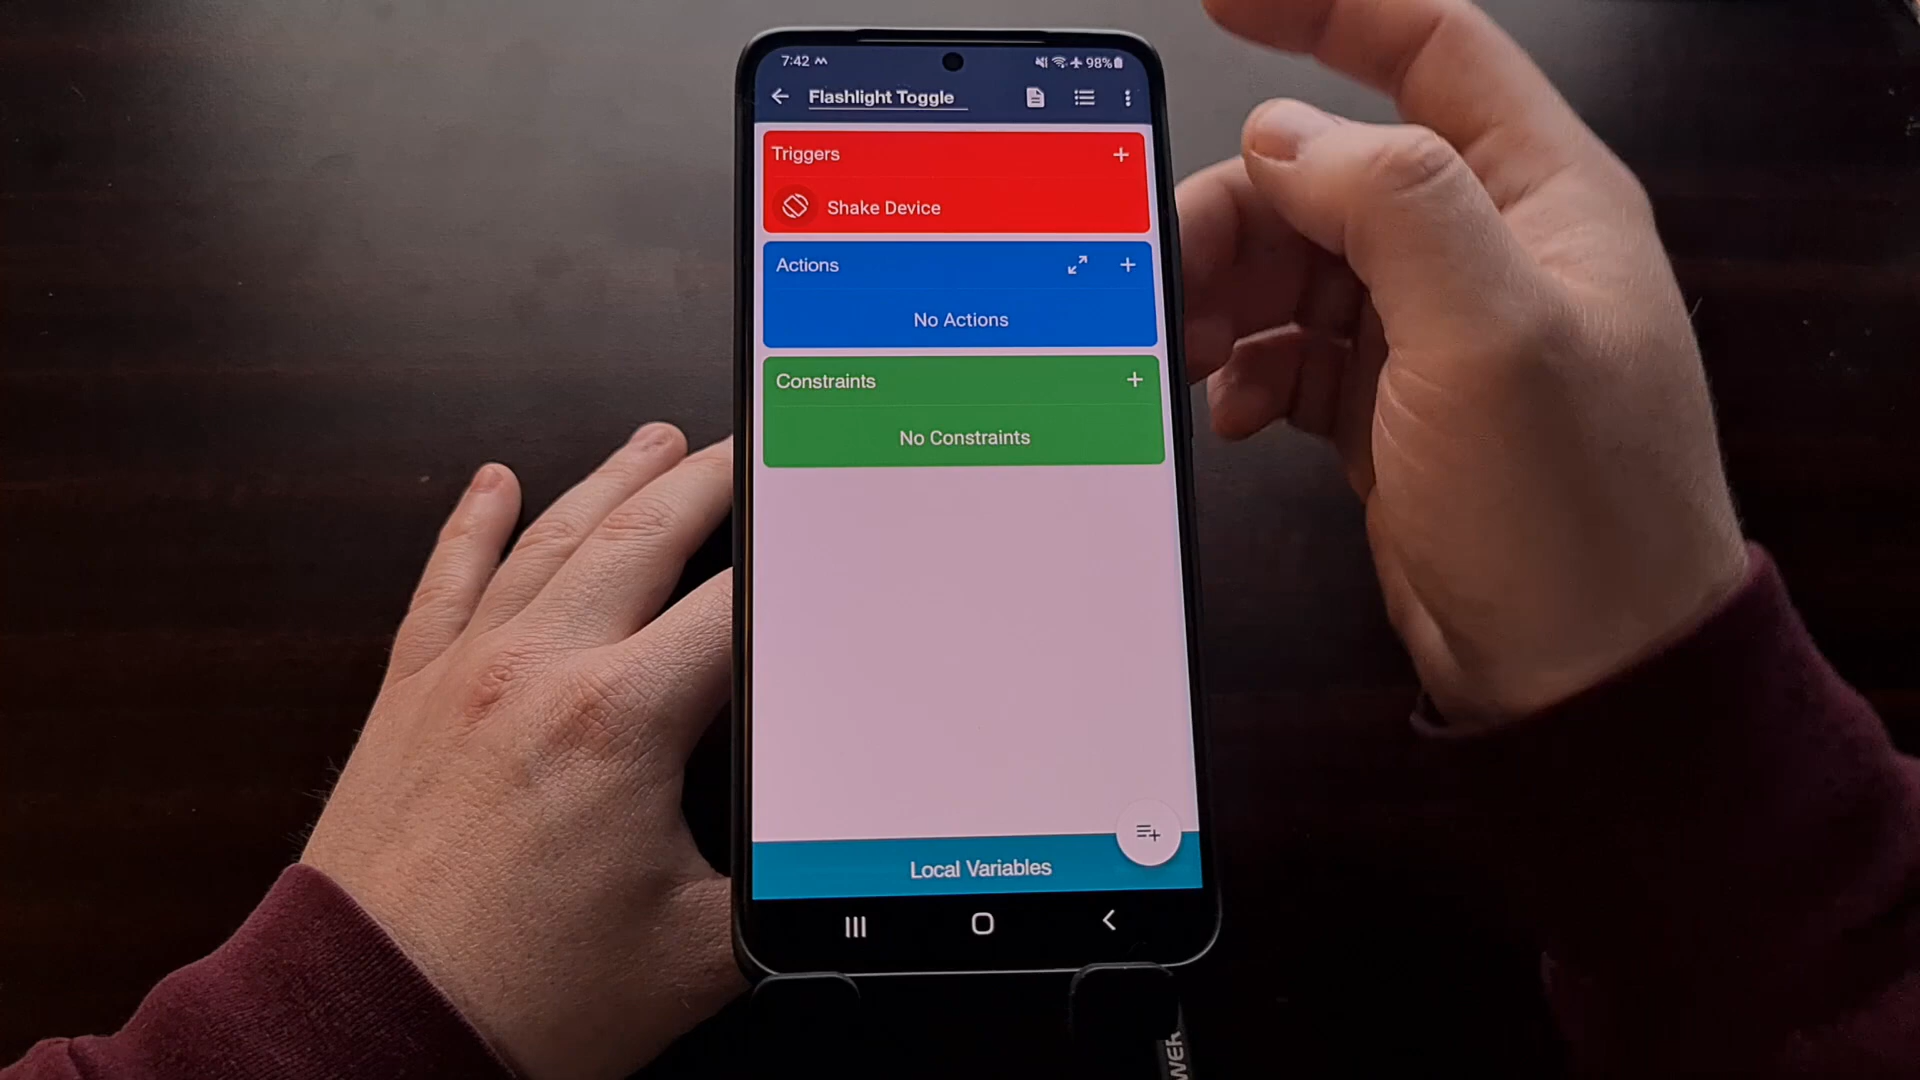 7:42 98%
Flashlight Toggle
Triggers
Shake Device
Actions
No Actions
Constraints
No Constraints
Local Variables